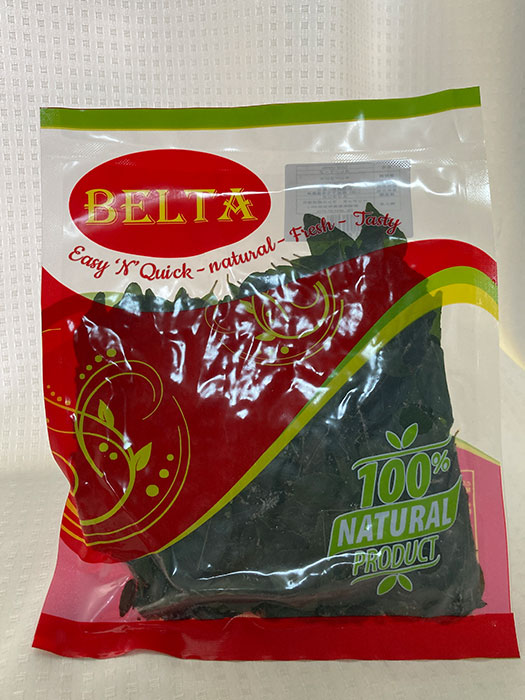 BELTA
Easy 'N' Quick - natural - Fresh - Tasty
100%
NATURAL
PRODUCT